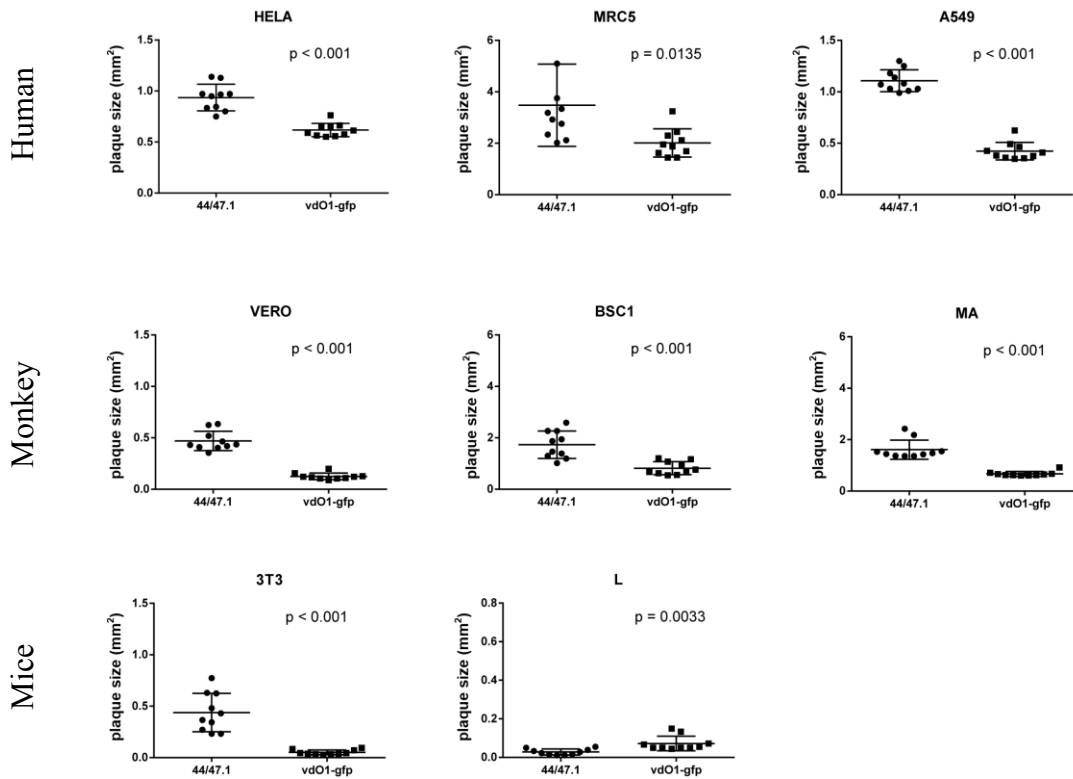 Human
HELA
plaque size (mm²)
1.5
1.0
0.5
0.0
p < 0.001
44/47.1
vdO1-gfp
MRC5
plaque size (mm²)
6
4
2
0
p = 0.0135
44/47.1
vdO1-gfp
A549
plaque size (mm²)
1.5
1.0
0.5
0.0
p < 0.001
44/47.1
vdO1-gfp
Monkey
VERO
plaque size (mm²)
1.5
1.0
0.5
0.0
p < 0.001
44/47.1
vdO1-gfp
BSC1
plaque size (mm²)
6
4
2
0
p < 0.001
44/47.1
vdO1-gfp
MA
plaque size (mm²)
6
4
2
0
p < 0.001
44/47.1
vdO1-gfp
Mice
3T3
plaque size (mm²)
1.5
1.0
0.5
0.0
p < 0.001
44/47.1
vdO1-gfp
L
plaque size (mm²)
0.8
0.6
0.4
0.2
0.0
p = 0.0033
44/47.1
vdO1-gfp